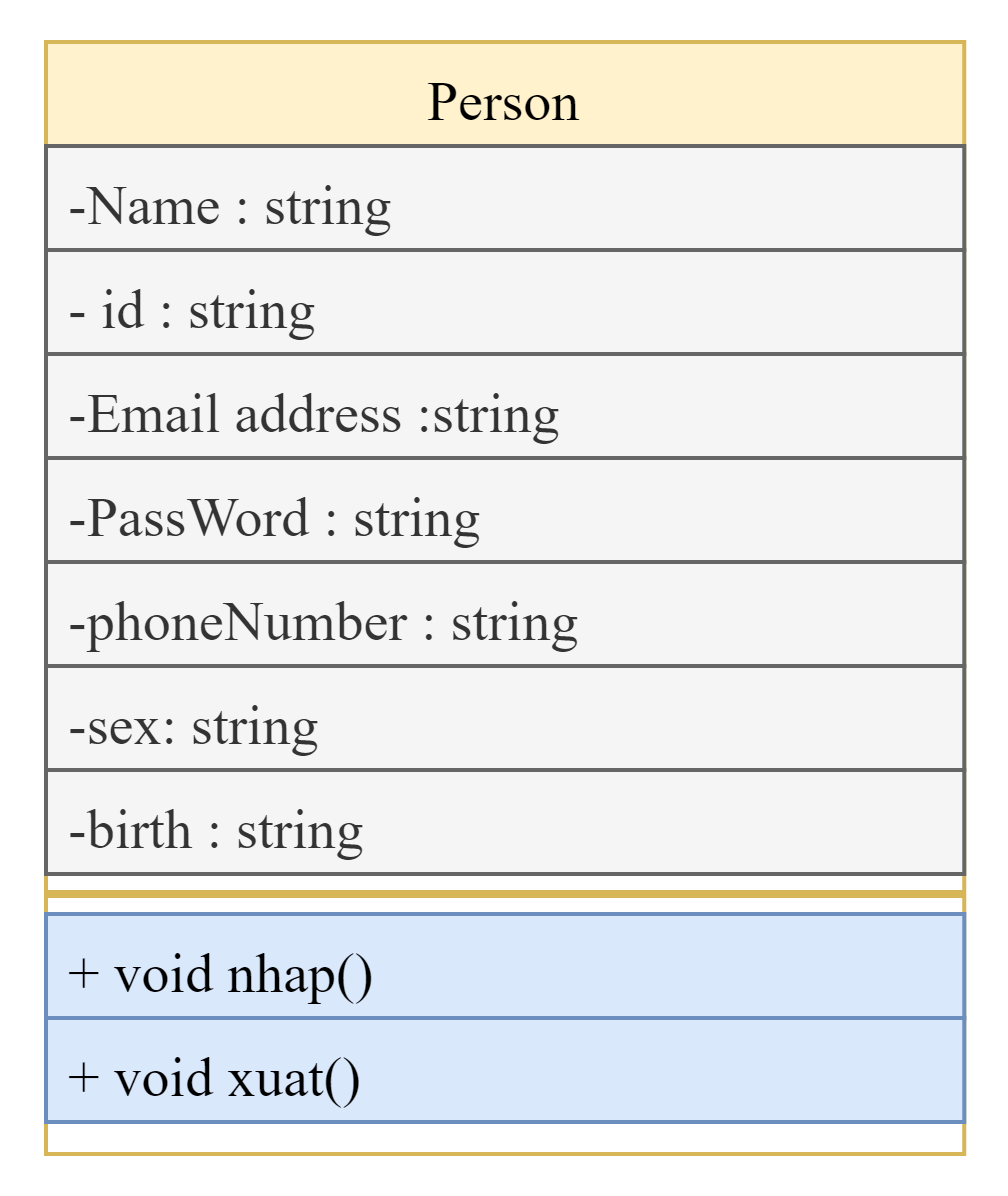 Person
-Name : string
- id : string
-Email address :string
-PassWord : string
-phoneNumber : string
-sex: string
-birth : string
+ void nhap()
+ void xuat()